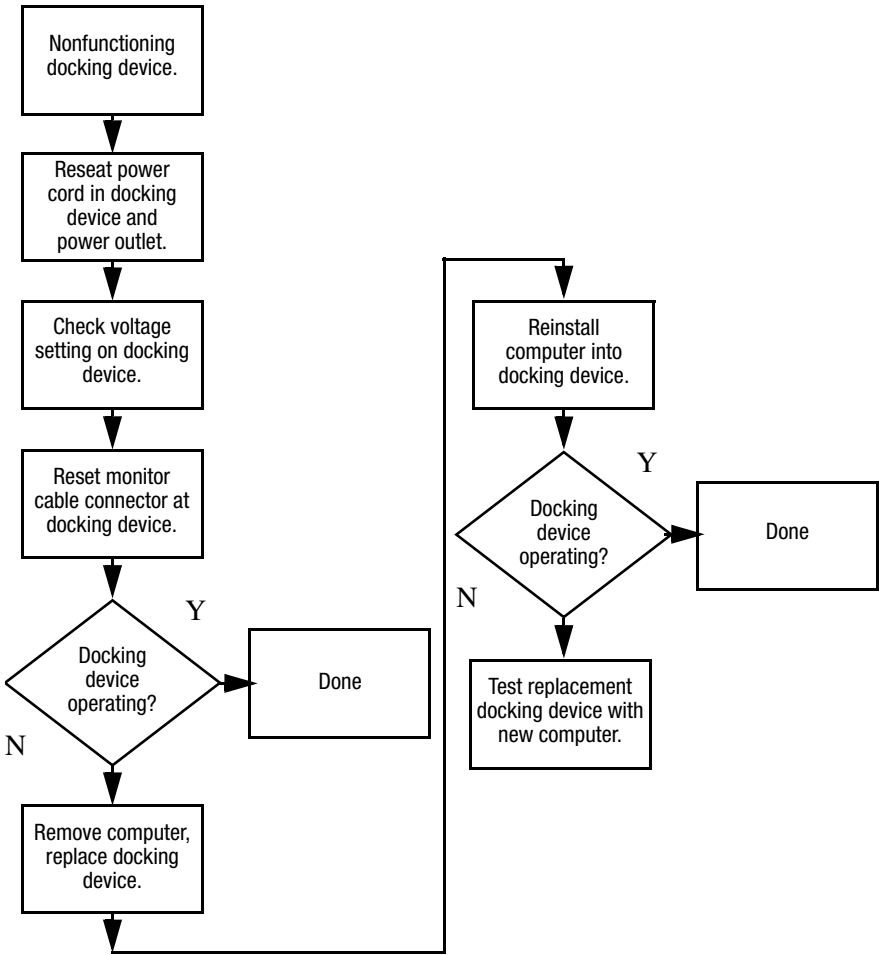 Nonfunctioning
docking device.
Reseat power
cord in docking
device and
power outlet.
Check voltage
setting on docking
device.
Reset monitor
cable connector at
docking device.
Y
Docking
device
operating?
Done
N
Remove computer,
replace docking
device.
Reinstall
computer into
docking device.
Y
Docking
device
operating?
Done
N
Test replacement
docking device with
new computer.